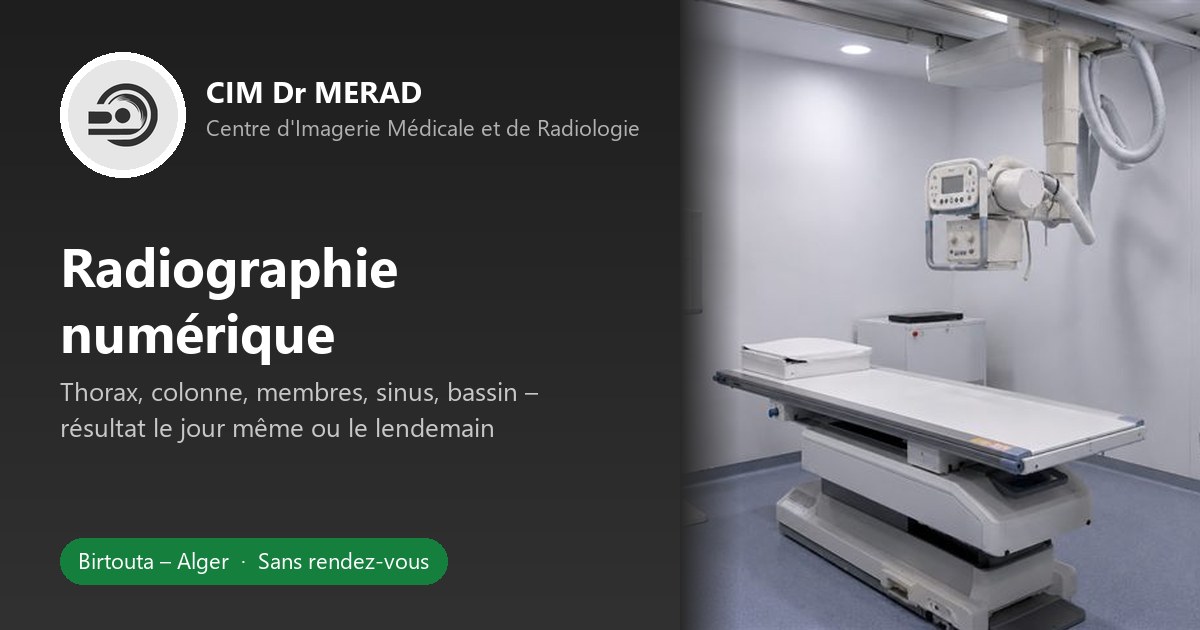 CIM Dr MERAD
Centre d'Imagerie Médicale et de Radiologie
Radiographie
numérique
Thorax, colonne, membres, sinus, bassin –
résultat le jour même ou le lendemain
Birtouta – Alger · Sans rendez-vous